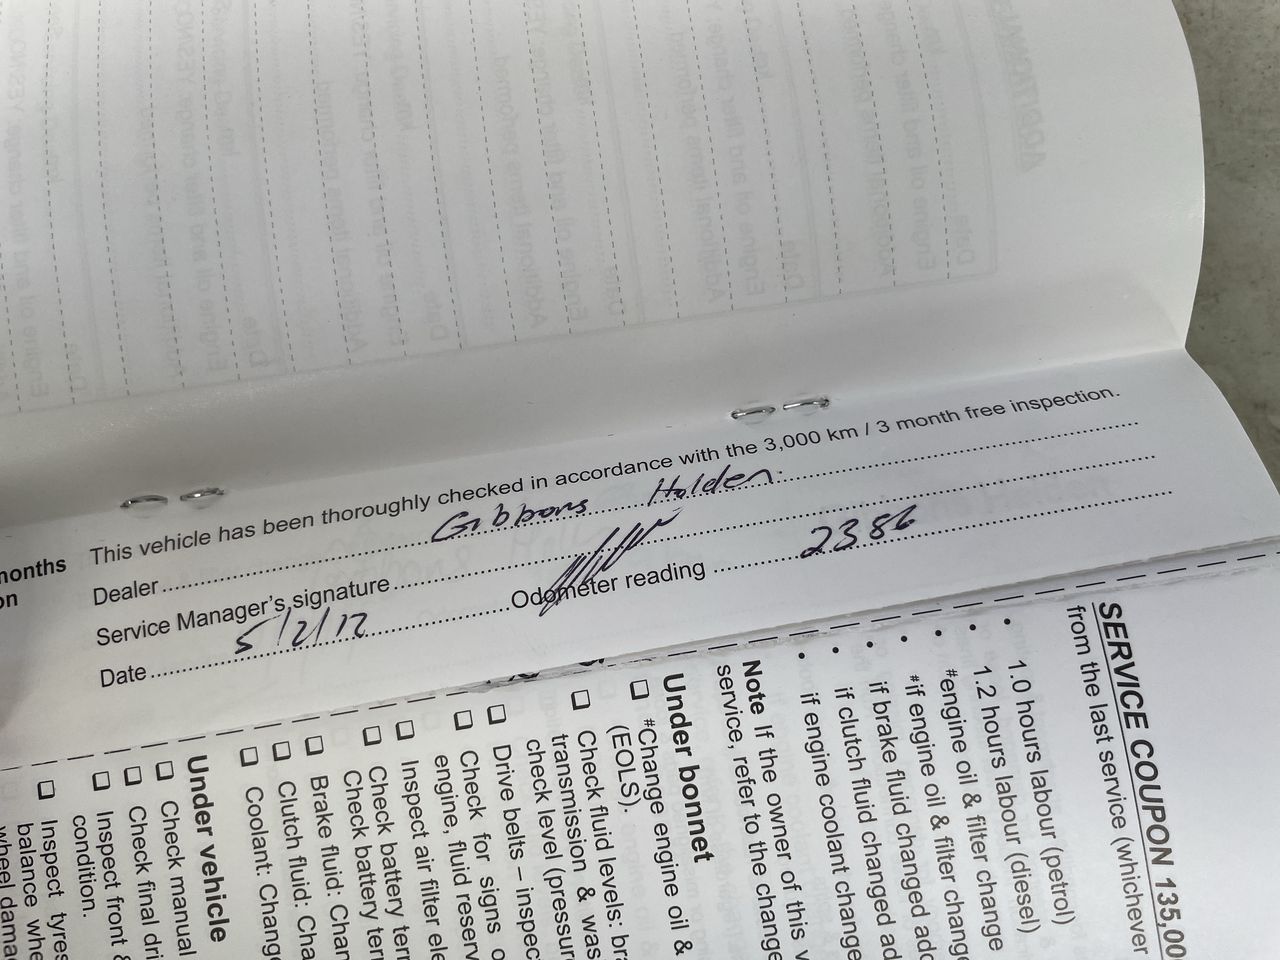 This vehicle has been thoroughly checked in accordance with the 3,000 km / 3 month free inspection.
Dealer Gibbons Holden
Service Manager's signature
Date 5/2/12 Odometer reading 2386
months
on
SERVICE COUPON 135,00
from the last service (whichever
• 1.0 hours labour (petrol)
• 1.2 hours labour (diesel)
• #engine oil & filter change
• #if engine oil & filter change
• if brake fluid changed add
• if clutch fluid changed ad
• if engine coolant change
Note If the owner of this v
service, refer to the change
Under bonnet
❑ #Change engine oil &
(EOLS).
❑ Check fluid levels: bra
transmission & was
check level (pressur
❑ Drive belts – inspec
❑ Check for signs o
engine, fluid reserv
❑ Inspect air filter ele
❑ Check battery tern
Check battery ter
❑ Brake fluid: Chan
❑ Clutch fluid: Cha
❑ Coolant: Chang
Under vehicle
❑ Check manual
❑ Check final dri
❑ Inspect front &
condition.
❑ Inspect tyres
balance whe
wheel dama